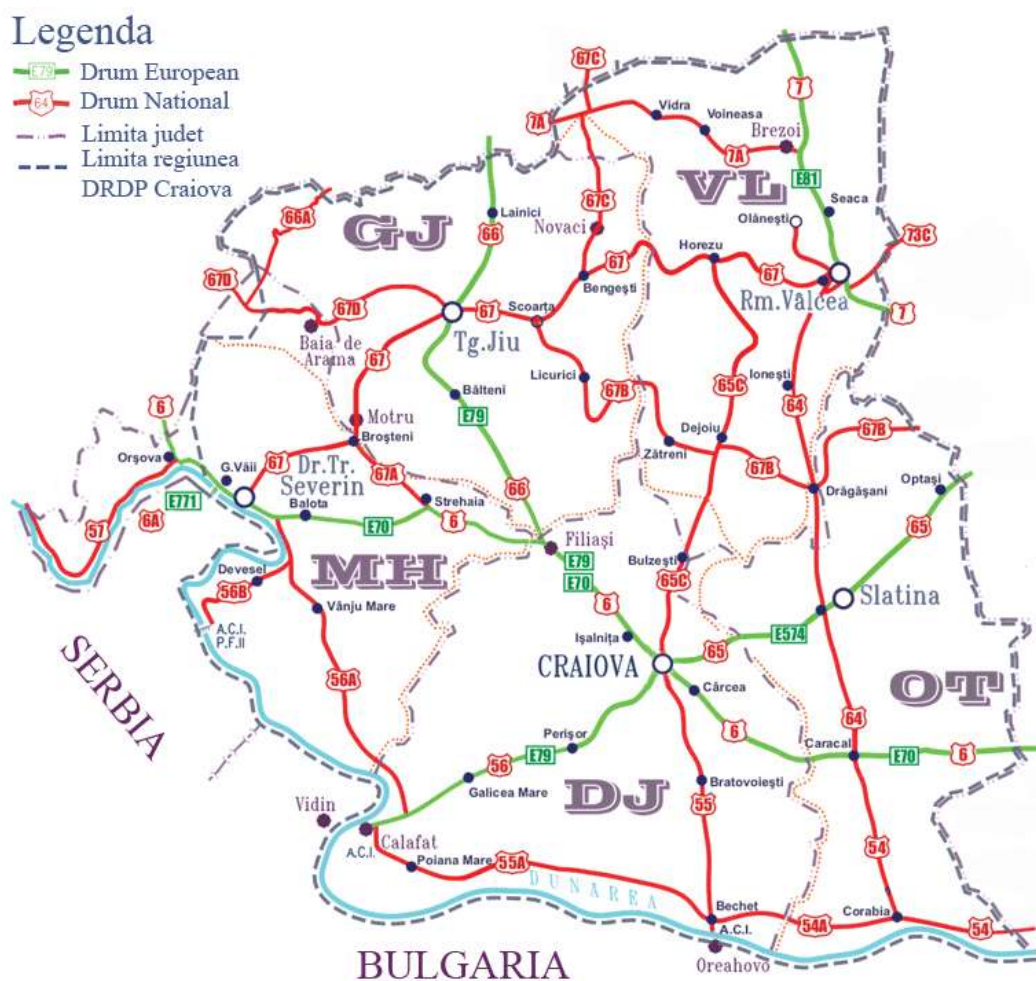 Legenda
E79 Drum European
64 Drum National
Limita judet
Limita regiunea
DRDP Craiova
67C
7
7A
Vidra
Voineasa
Brezoi
7A
VL
E81
66A
GJ
Lainici
66
67C
Novaci
Olănești
Seaca
73C
67D
67D
67
Horezu
67
Bengești
Rm.Vâlcea
7
Baia de
Arama
Tg.Jiu
67
Scoarța
67
Licurici
67B
65C
Ionești
64
Bălteni
E79
6
Motru
Broșteni
Dejoiu
Zătreni
67B
67B
Orșova
G.Văii
67
Dr.Tr.
Severin
67A
Strehaia
66
Drăgășani
Optași
E771
6A
57
Balota
E70
6
Filiași
65
Devesel
56B
MH
E79
E70
Bulzești
65C
6
Vânju Mare
A.C.I.
P.F.II
Ișalnița
E574
Slatina
CRAIOVA
65
SERBIA
56A
Cârcea
OT
6
64
Perișor
E79
56
Caracal
E70
6
Galicea Mare
DJ
Bratovoiești
55
Vidin
Calafat
A.C.I.
Poiana Mare
55A
54
DUNAREA
Bechet
A.C.I.
54A
Corabia
54
Oreahovo
BULGARIA